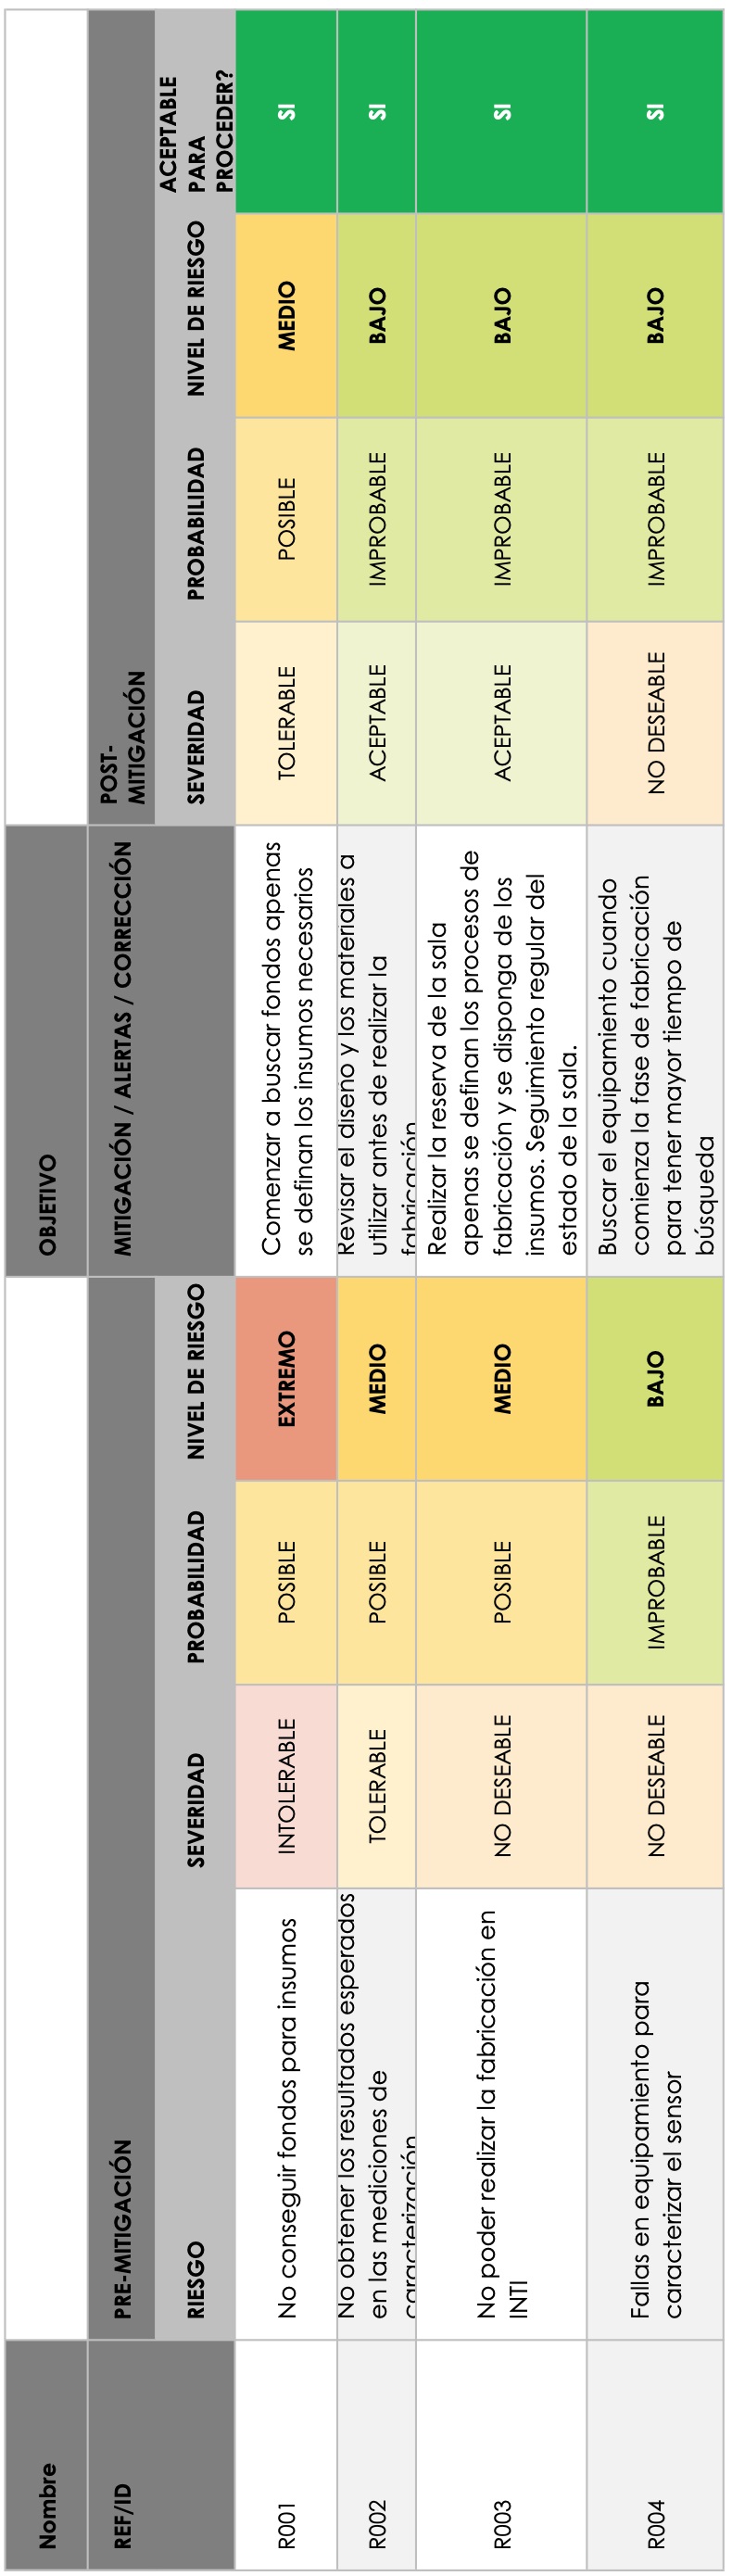 Nombre
OBJETIVO
REF/ID
PRE-MITIGACIÓN
MITIGACIÓN / ALERTAS / CORRECCIÓN
POST-
MITIGACIÓN
RIESGO
SEVERIDAD
PROBABILIDAD
NIVEL DE RIESGO
SEVERIDAD
PROBABILIDAD
NIVEL DE RIESGO
ACEPTABLE
PARA
PROCEDER?
R001
No conseguir fondos para insumos
INTOLERABLE
POSIBLE
EXTREMO
Comenzar a buscar fondos apenas
se definan los insumos necesarios
TOLERABLE
POSIBLE
MEDIO
SI
R002
No obtener los resultados esperados
en las mediciones de
caracterización
TOLERABLE
POSIBLE
MEDIO
Revisar el diseño y los materiales a
utilizar antes de realizar la
fabricación
ACEPTABLE
IMPROBABLE
BAJO
SI
R003
No poder realizar la fabricación en
INTI
NO DESEABLE
POSIBLE
MEDIO
Realizar la reserva de la sala
apenas se definan los procesos de
fabricación y se disponga de los
insumos. Seguimiento regular del
estado de la sala.
ACEPTABLE
IMPROBABLE
BAJO
SI
R004
Fallas en equipamiento para
caracterizar el sensor
NO DESEABLE
IMPROBABLE
BAJO
Buscar el equipamiento cuando
comienza la fase de fabricación
para tener mayor tiempo de
búsqueda
NO DESEABLE
IMPROBABLE
BAJO
SI